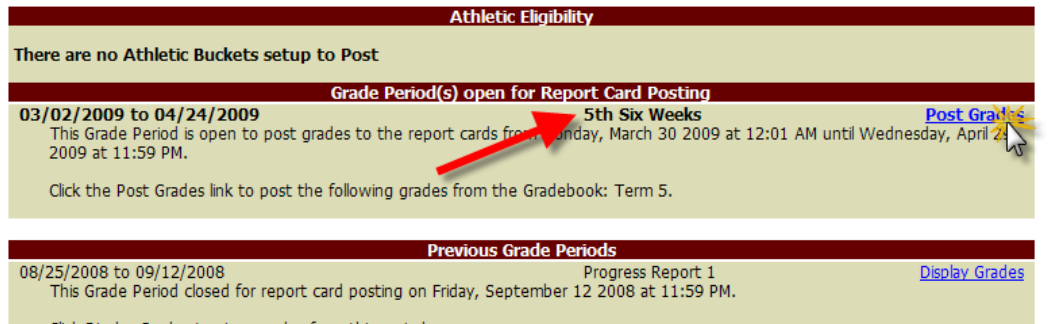 Athletic Eligibility
There are no Athletic Buckets setup to Post
Grade Period(s) open for Report Card Posting
03/02/2009 to 04/24/2009 5th Six Weeks Post Grades
This Grade Period is open to post grades to the report cards from Monday, March 30 2009 at 12:01 AM until Wednesday, April
2009 at 11:59 PM.
Click the Post Grades link to post the following grades from the Gradebook: Term 5.
Previous Grade Periods
08/25/2008 to 09/12/2008 Progress Report 1 Display Grades
This Grade Period closed for report card posting on Friday, September 12 2008 at 11:59 PM.